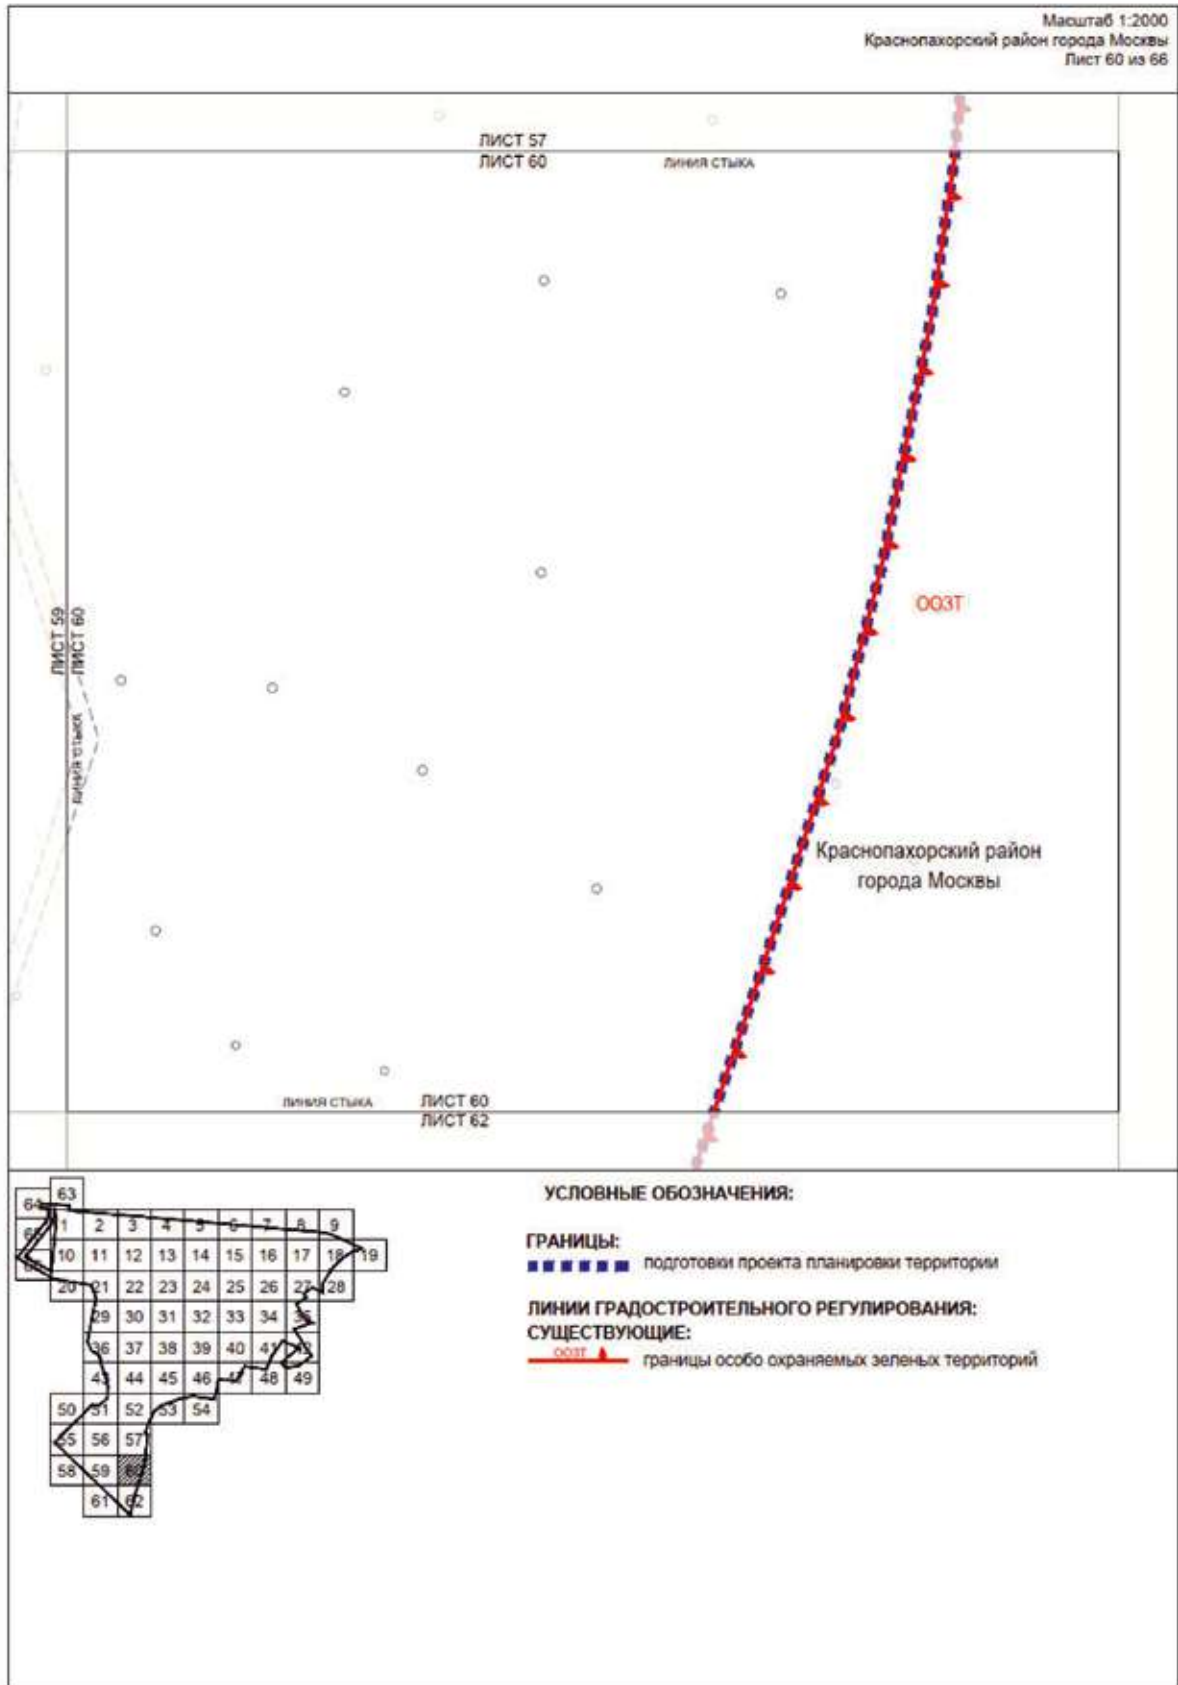 Масштаб 1:2000
Краснопахорский район города Москвы
Лист 60 из 66
ЛИСТ 57
ЛИСТ 60
ЛИНИЯ СТЫКА
ЛИСТ 59
ЛИСТ 60
ЛИНИЯ СТЫКА
ООЗТ
Краснопахорский район
города Москвы
ЛИНИЯ СТЫКА
ЛИСТ 60
ЛИСТ 62
63
64
1 2 3 4 5 6 7 8 9
10 11 12 13 14 15 16 17 18 19
20 21 22 23 24 25 26 27 28
29 30 31 32 33 34 35
36 37 38 39 40 41
43 44 45 46 47 48 49
50 51 52 53 54
55 56 57
58 59 60
61 62
УСЛОВНЫЕ ОБОЗНАЧЕНИЯ:
ГРАНИЦЫ:
подготовки проекта планировки территории
ЛИНИИ ГРАДОСТРОИТЕЛЬНОГО РЕГУЛИРОВАНИЯ:
СУЩЕСТВУЮЩИЕ:
ООЗТ
границы особо охраняемых зеленых территорий